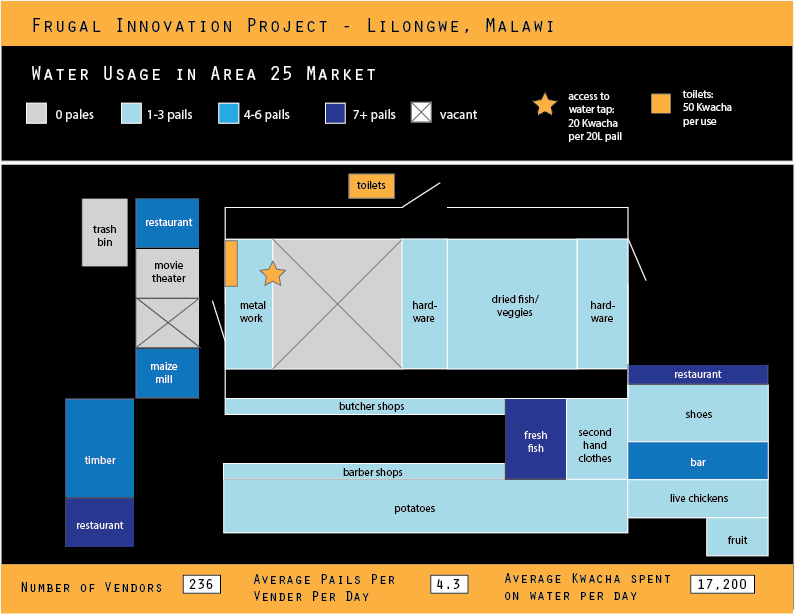 FRUGAL INNOVATION PROJECT - LILONGWE, MALAWI
WATER USAGE IN AREA 25 MARKET
0 pales
1-3 pails
4-6 pails
7+ pails
vacant
access to
water tap:
20 Kwacha
per 20L pail
toilets:
50 Kwacha
per use
toilets
trash
bin
restaurant
movie
theater
maize
mill
timber
restaurant
metal
work
hard-
ware
dried fish/
veggies
hard-
ware
restaurant
butcher shops
fresh
fish
second
hand
clothes
shoes
bar
barber shops
potatoes
live chickens
fruit
NUMBER OF VENDORS
236
AVERAGE PAILS PER
VENDER PER DAY
4.3
AVERAGE KWACHA SPENT
ON WATER PER DAY
17,200